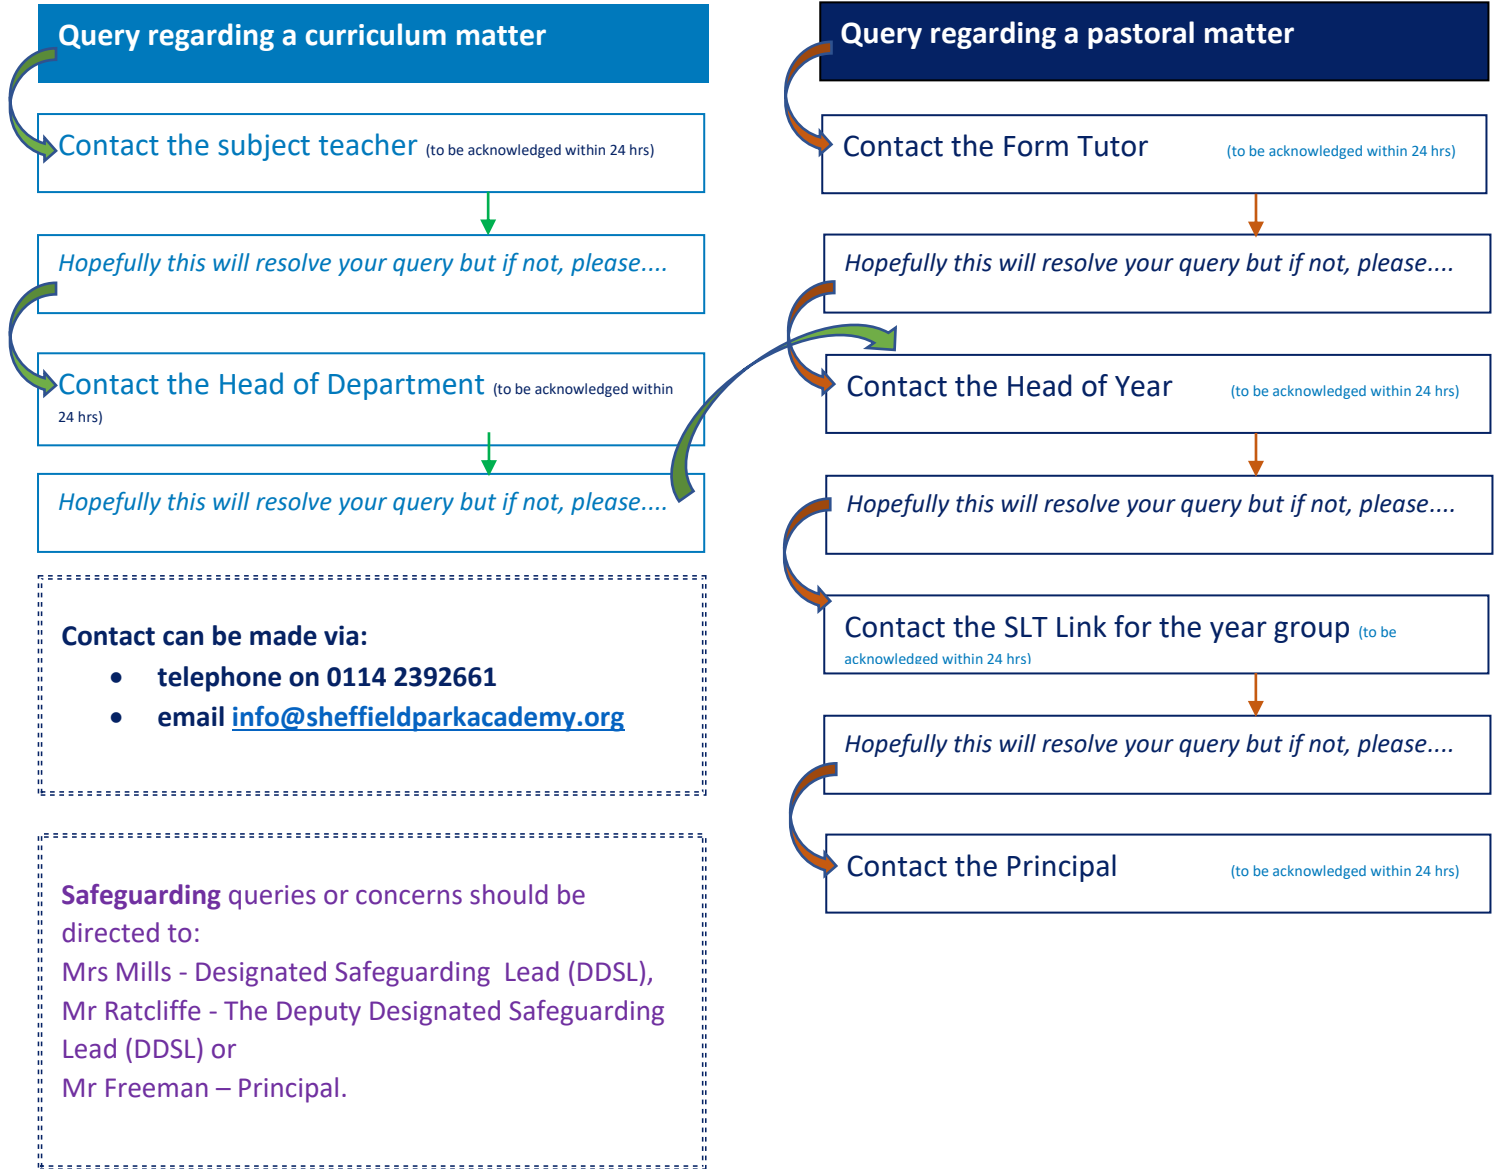 Query regarding a curriculum matter
Contact the subject teacher (to be acknowledged within 24 hrs)
Hopefully this will resolve your query but if not, please....
Contact the Head of Department (to be acknowledged within
24 hrs)
Hopefully this will resolve your query but if not, please....
Contact can be made via:
• telephone on 0114 2392661
• email info@sheffieldparkacademy.org
Safeguarding queries or concerns should be
directed to:
Mrs Mills - Designated Safeguarding Lead (DDSL),
Mr Ratcliffe - The Deputy Designated Safeguarding
Lead (DDSL) or
Mr Freeman – Principal.
Query regarding a pastoral matter
Contact the Form Tutor (to be acknowledged within 24 hrs)
Hopefully this will resolve your query but if not, please....
Contact the Head of Year (to be acknowledged within 24 hrs)
Hopefully this will resolve your query but if not, please....
Contact the SLT Link for the year group (to be
acknowledged within 24 hrs)
Hopefully this will resolve your query but if not, please....
Contact the Principal (to be acknowledged within 24 hrs)